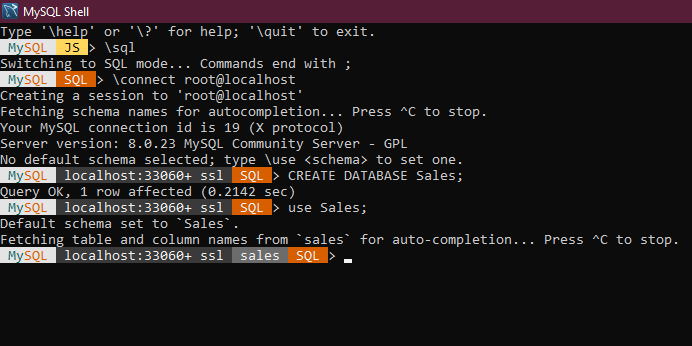 MySQL Shell
Type '\help' or '\?' for help; '\quit' to exit.
MySQL JS > \sql
Switching to SQL mode... Commands end with ;
MySQL SQL > \connect root@localhost
Creating a session to 'root@localhost'
Fetching schema names for autocompletion... Press ^C to stop.
Your MySQL connection id is 19 (X protocol)
Server version: 8.0.23 MySQL Community Server - GPL
No default schema selected; type \use <schema> to set one.
MySQL localhost:33060+ ssl SQL > CREATE DATABASE Sales;
Query OK, 1 row affected (0.2142 sec)
MySQL localhost:33060+ ssl SQL > use Sales;
Default schema set to `Sales`.
Fetching table and column names from `sales` for auto-completion... Press ^C to stop.
MySQL localhost:33060+ ssl sales SQL >